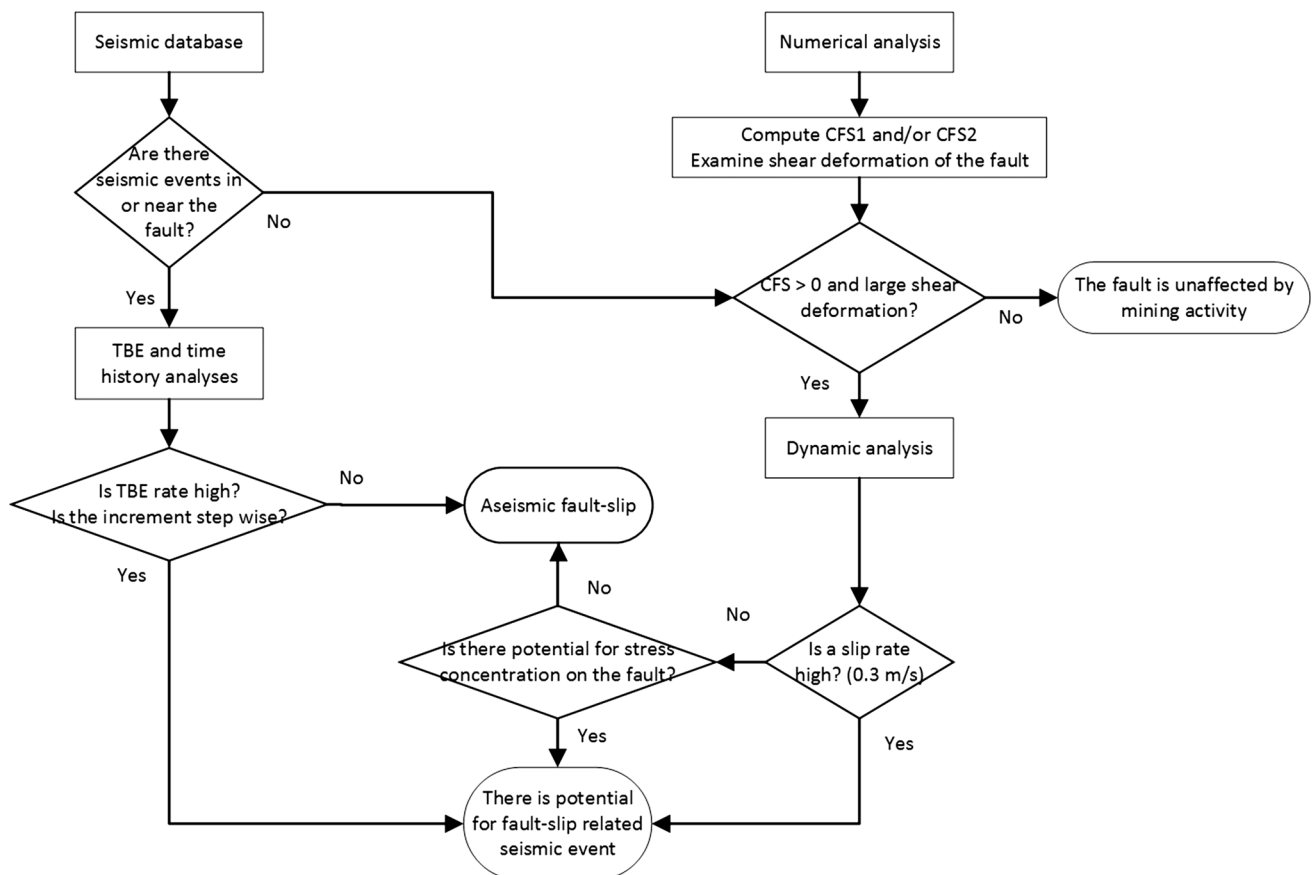 Seismic database
Numerical analysis
Compute CFS1 and/or CFS2
Examine shear deformation of the fault
Are there
seismic events in
or near the
fault?
No
CFS > 0 and large shear
deformation?
No
The fault is unaffected by
mining activity
Yes
TBE and time
history analyses
Yes
Dynamic analysis
Is TBE rate high?
Is the increment step wise?
No
Aseismic fault-slip
Yes
No
Is there potential for stress
concentration on the fault?
No
Is a slip rate
high? (0.3 m/s)
Yes
Yes
There is potential
for fault-slip related
seismic event